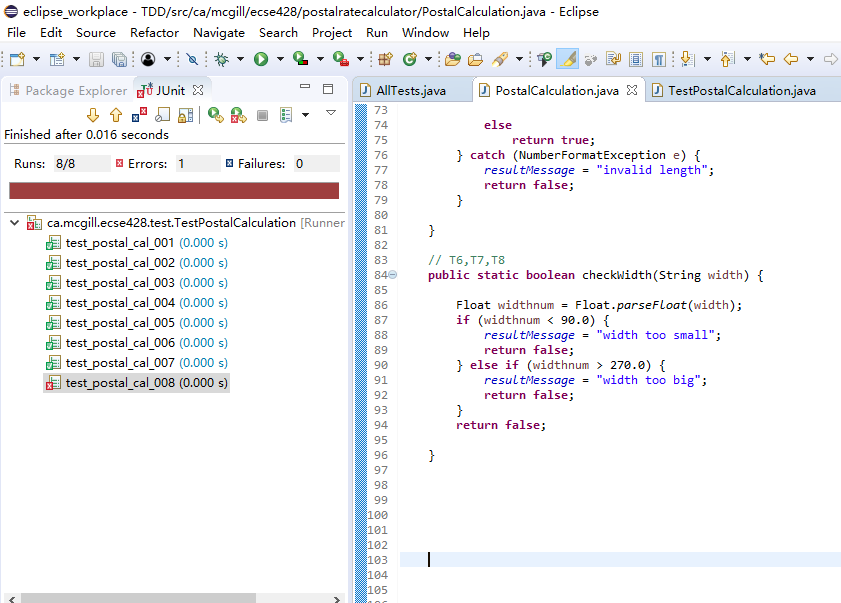 eclipse_workplace - TDD/src/ca/mcgill/ecse428/postalratecalculator/PostalCalculation.java - Eclipse
File Edit Source Refactor Navigate Search Project Run Window Help
Package Explorer JUnit
Finished after 0.016 seconds
Runs: 8/8 Errors: 1 Failures: 0
ca.mcgill.ecse428.test.TestPostalCalculation [Runner
test_postal_cal_001 (0.000 s)
test_postal_cal_002 (0.000 s)
test_postal_cal_003 (0.000 s)
test_postal_cal_004 (0.000 s)
test_postal_cal_005 (0.000 s)
test_postal_cal_006 (0.000 s)
test_postal_cal_007 (0.000 s)
test_postal_cal_008 (0.000 s)
AllTests.java PostalCalculation.java TestPostalCalculation.java
73
74 else
75 return true;
76 } catch (NumberFormatException e) {
77 resultMessage = "invalid length";
78 return false;
79 }
80
81 }
82
83 // T6,T7,T8
84 public static boolean checkWidth(String width) {
85
86 Float widthnum = Float.parseFloat(width);
87 if (widthnum < 90.0) {
88 resultMessage = "width too small";
89 return false;
90 } else if (widthnum > 270.0) {
91 resultMessage = "width too big";
92 return false;
93 }
94 return false;
95
96 }
97
98
99
100
101
102
103
104
105